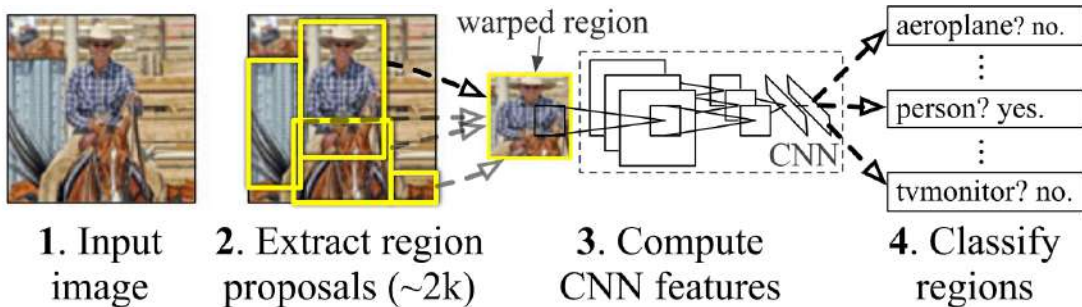 warped region
aeroplane? no.
⋮
person? yes.
⋮
tvmonitor? no.
CNN
1. Input
image
2. Extract region
proposals (~2k)
3. Compute
CNN features
4. Classify
regions